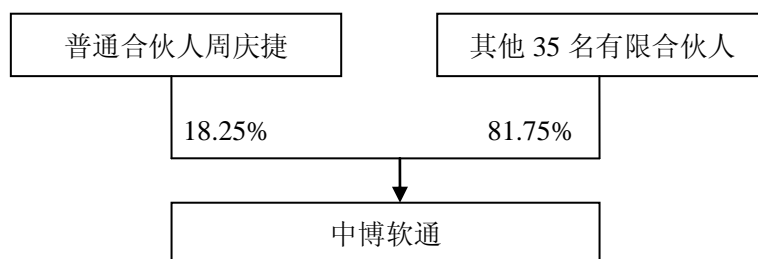 普通合伙人周庆捷
其他 35 名有限合伙人
18.25%
81.75%
中博软通